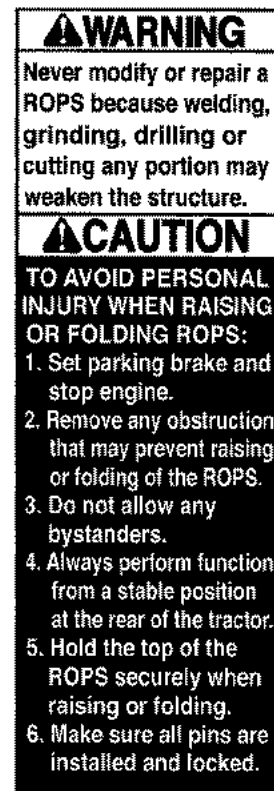 WARNING
Never modify or repair a
ROPS because welding,
grinding, drilling or
cutting any portion may
weaken the structure.
CAUTION
TO AVOID PERSONAL
INJURY WHEN RAISING
OR FOLDING ROPS:
1. Set parking brake and
stop engine.
2. Remove any obstruction
that may prevent raising
or folding of the ROPS.
3. Do not allow any
bystanders.
4. Always perform function
from a stable position
at the rear of the tractor.
5. Hold the top of the
ROPS securely when
raising or folding.
6. Make sure all pins are
installed and locked.